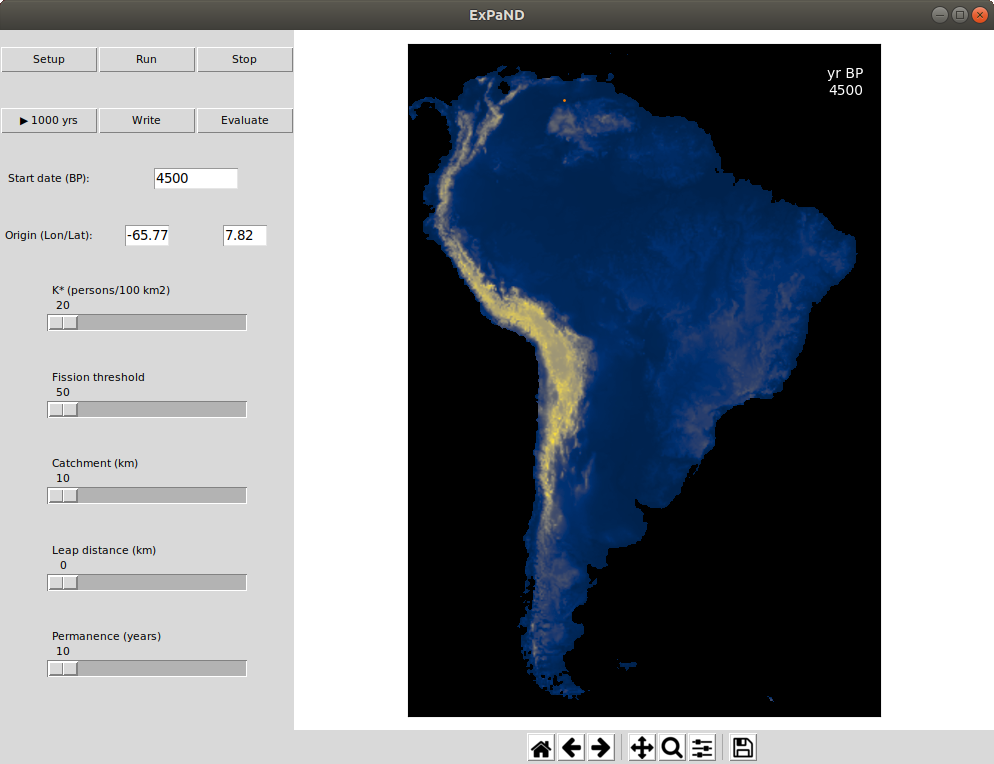 ExPaND
Setup Run Stop
▶ 1000 yrs Write Evaluate
Start date (BP): 4500
Origin (Lon/Lat): -65.77 7.82
K* (persons/100 km2)
20
Fission threshold
50
Catchment (km)
10
Leap distance (km)
0
Permanence (years)
10
yr BP
4500